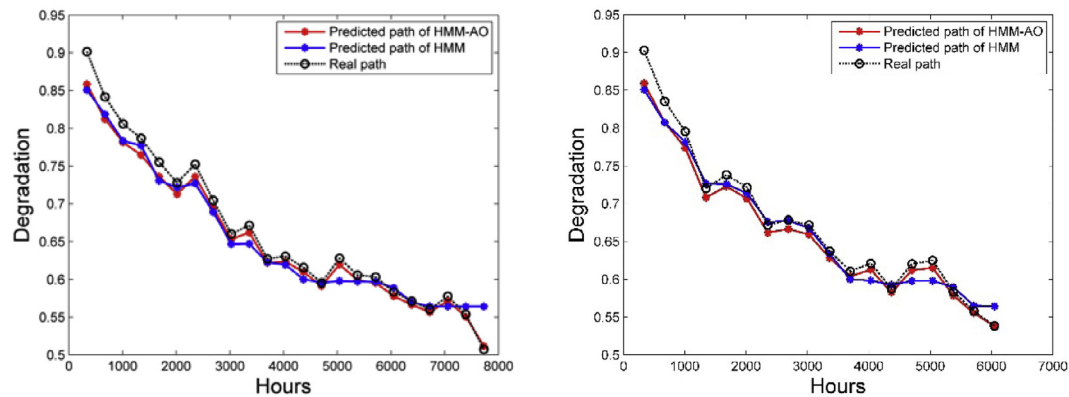 0.95
0.9
0.85
0.8
0.75
0.7
0.65
0.6
0.55
0.5
Degradation
Predicted path of HMM-AO
Predicted path of HMM
Real path
0 1000 2000 3000 4000 5000 6000 7000 8000
Hours
0.95
0.9
0.85
0.8
0.75
0.7
0.65
0.6
0.55
0.5
Degradation
Predicted path of HMM-AO
Predicted path of HMM
Real path
0 1000 2000 3000 4000 5000 6000 7000
Hours